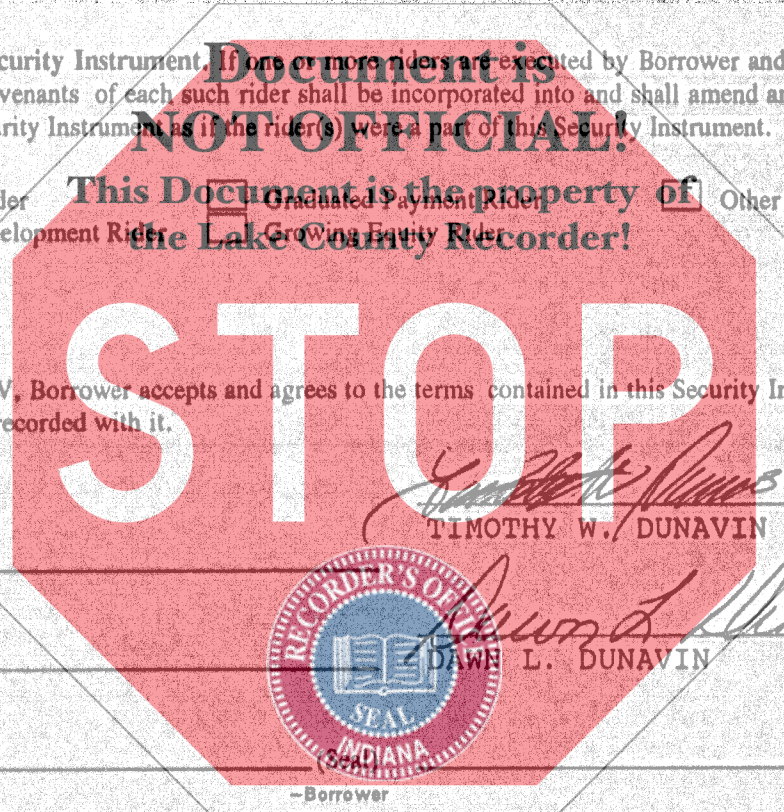 Document is
NOT OFFICIAL!
This Document is the property of
the Lake County Recorder!
STOP
curity Instrument. If one or more riders are executed by Borrower and
venants of each such rider shall be incorporated into and shall amend an
rity Instrument as if the rider(s) were a part of this Security Instrument.
der Graduated Payment Rider Other
elopment Rider Growing Equity Rider
V, Borrower accepts and agrees to the terms contained in this Security In
ecorded with it.
TIMOTHY W. DUNAVIN
DAWN L. DUNAVIN
RECORDER'S OFFICE
SEAL
INDIANA
(Seal)
-Borrower